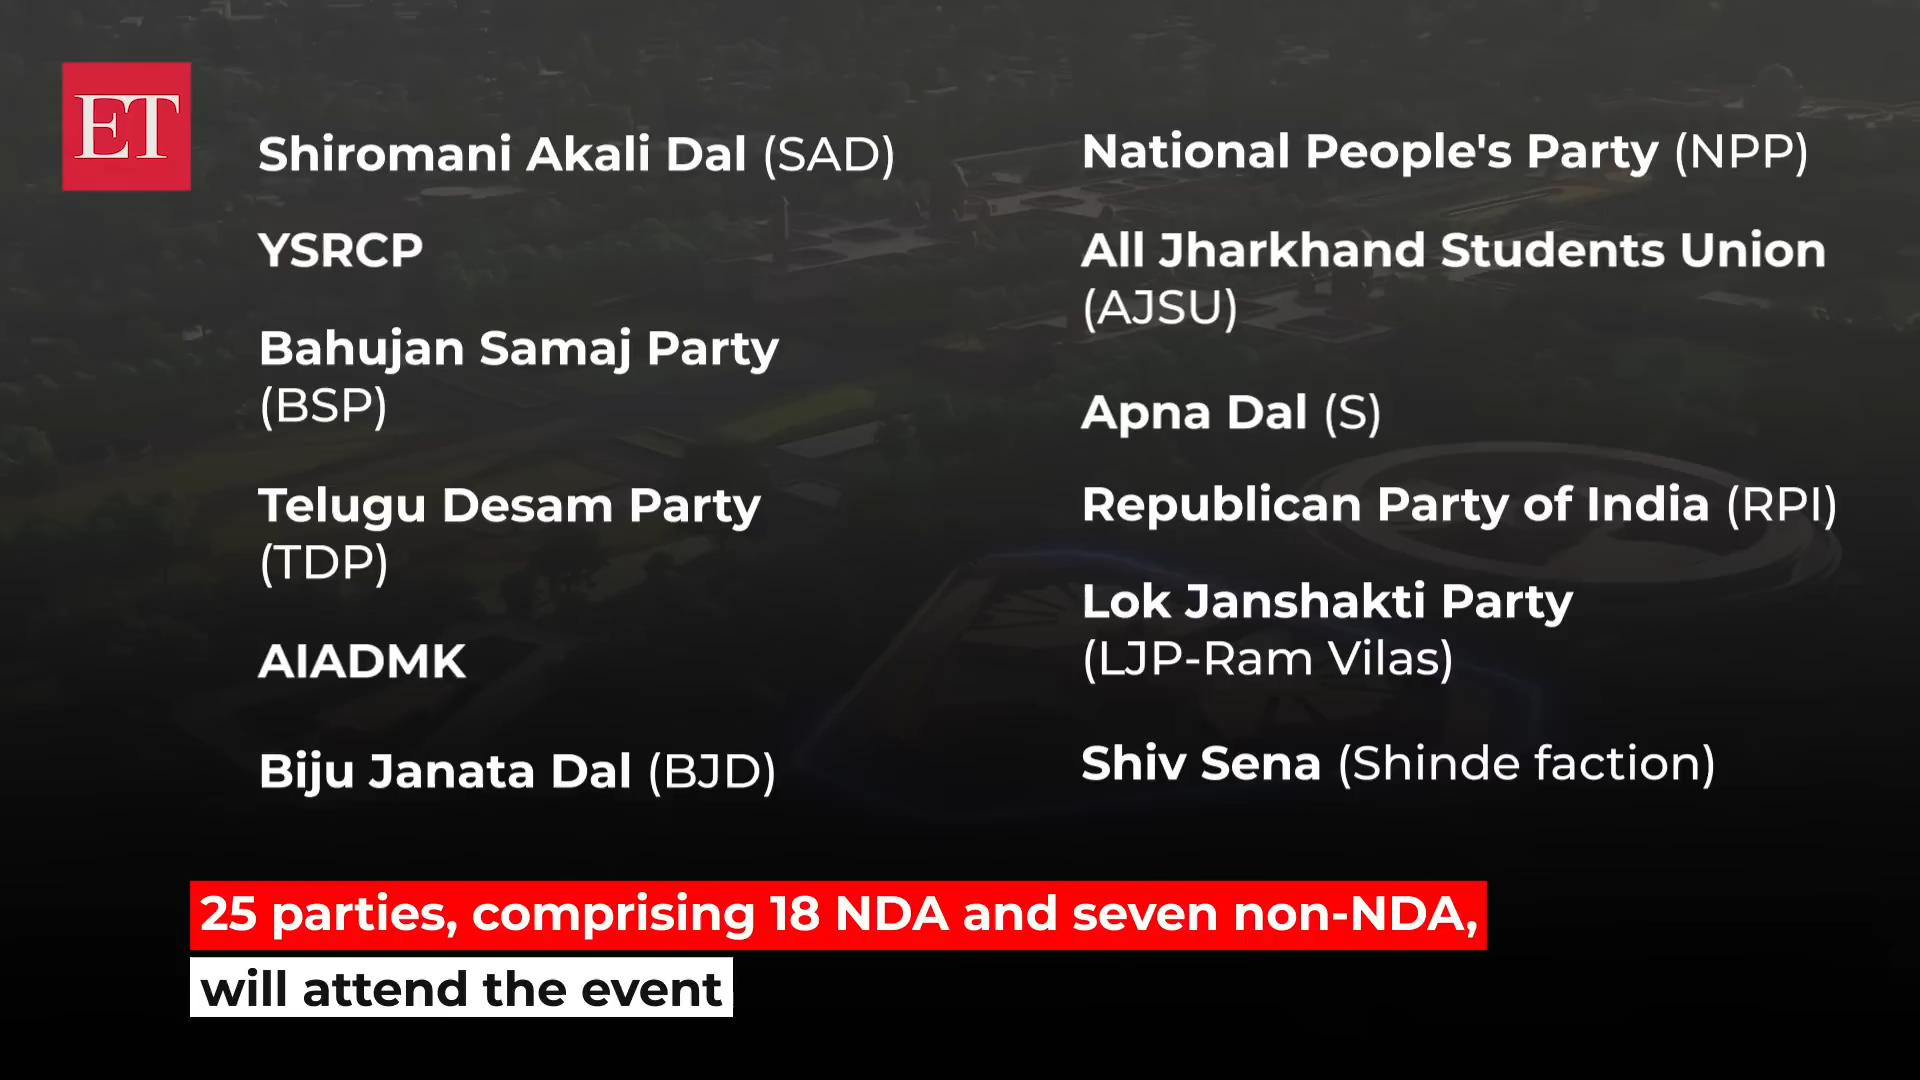 ET
Shiromani Akali Dal (SAD)
YSRCP
Bahujan Samaj Party
(BSP)
Telugu Desam Party
(TDP)
AIADMK
Biju Janata Dal (BJD)
National People's Party (NPP)
All Jharkhand Students Union
(AJSU)
Apna Dal (S)
Republican Party of India (RPI)
Lok Janshakti Party
(LJP-Ram Vilas)
Shiv Sena (Shinde faction)
25 parties, comprising 18 NDA and seven non-NDA,
will attend the event